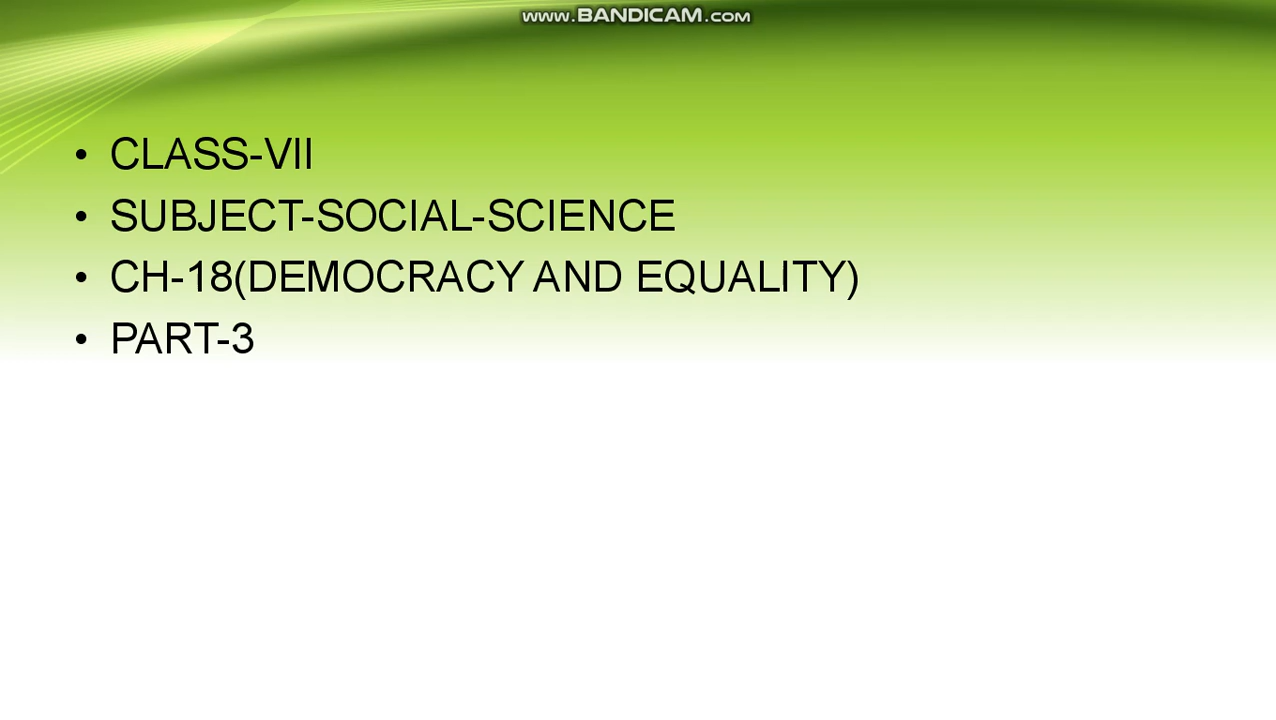 www.BANDICAM.com
• CLASS-VII
• SUBJECT-SOCIAL-SCIENCE
• CH-18(DEMOCRACY AND EQUALITY)
• PART-3